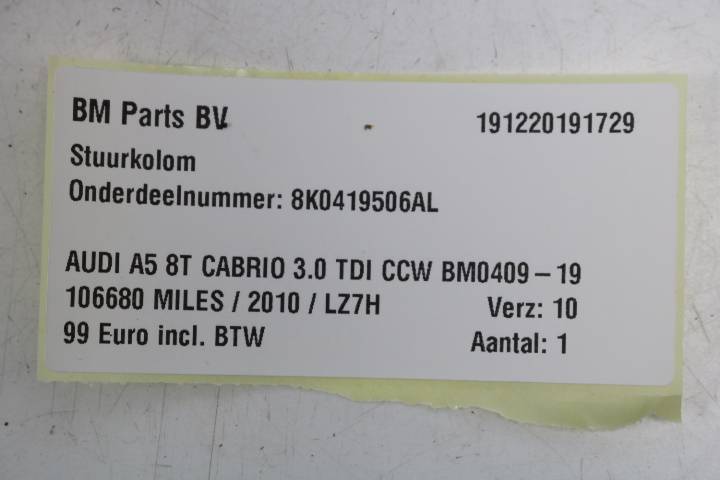 BM Parts BV 191220191729
Stuurkolom
Onderdeelnummer: 8K0419506AL
AUDI A5 8T CABRIO 3.0 TDI CCW BM0409 – 19
106680 MILES / 2010 / LZ7H Verz: 10
99 Euro incl. BTW Aantal: 1